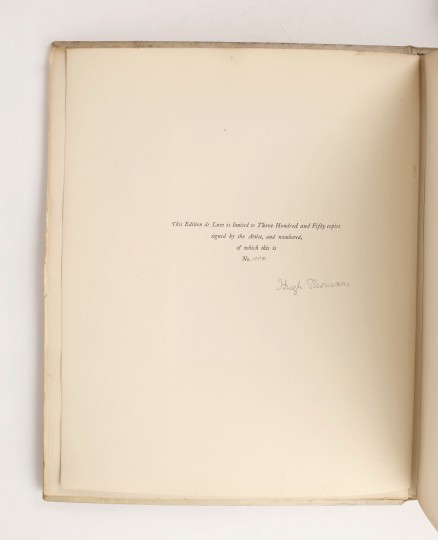 This Edition de Luxe is limited to Three Hundred and Fifty copies
signed by the Artist, and numbered,
of which this is
No.
Hugh Thomson